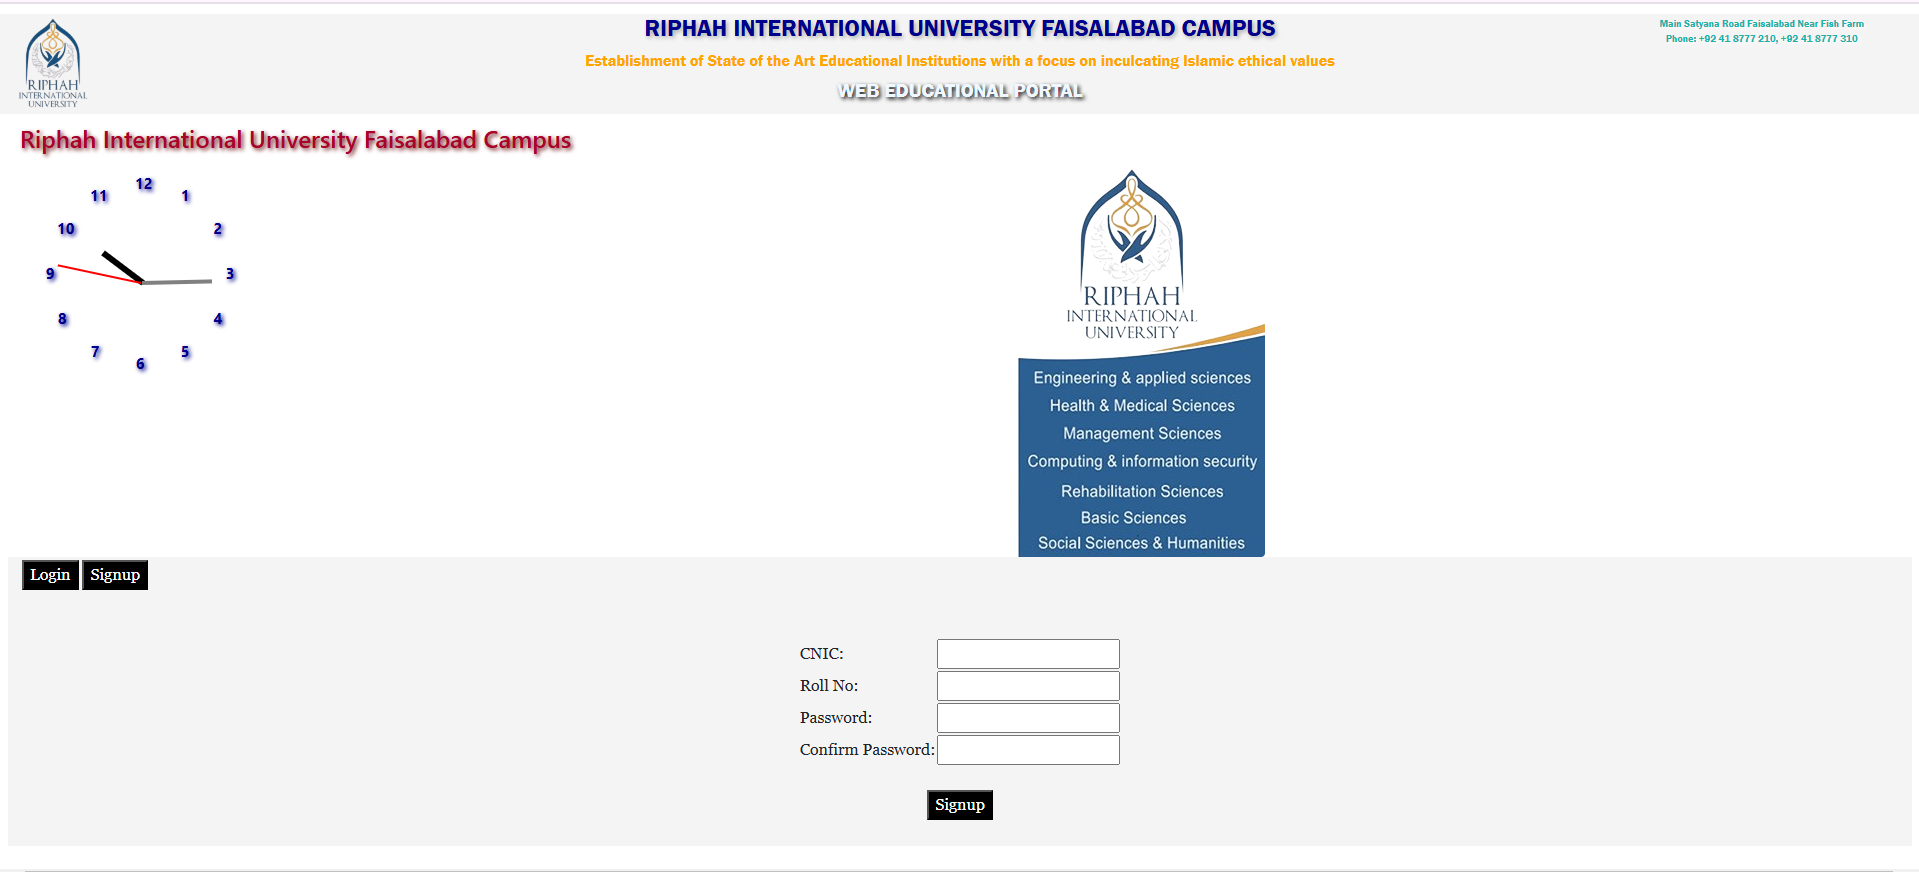 RIPHAH INTERNATIONAL UNIVERSITY FAISALABAD CAMPUS
Establishment of State of the Art Educational Institutions with a focus on inculcating Islamic ethical values
WEB EDUCATIONAL PORTAL
Main Satyana Road Faisalabad Near Fish Farm
Phone: +92 41 8777 210, +92 41 8777 310
RIPHAH
INTERNATIONAL
UNIVERSITY
Riphah International University Faisalabad Campus
12
1
2
3
4
5
6
7
8
9
10
11
RIPHAH
INTERNATIONAL
UNIVERSITY
Engineering & applied sciences
Health & Medical Sciences
Management Sciences
Computing & information security
Rehabilitation Sciences
Basic Sciences
Social Sciences & Humanities
Login Signup
CNIC:
Roll No:
Password:
Confirm Password:
Signup